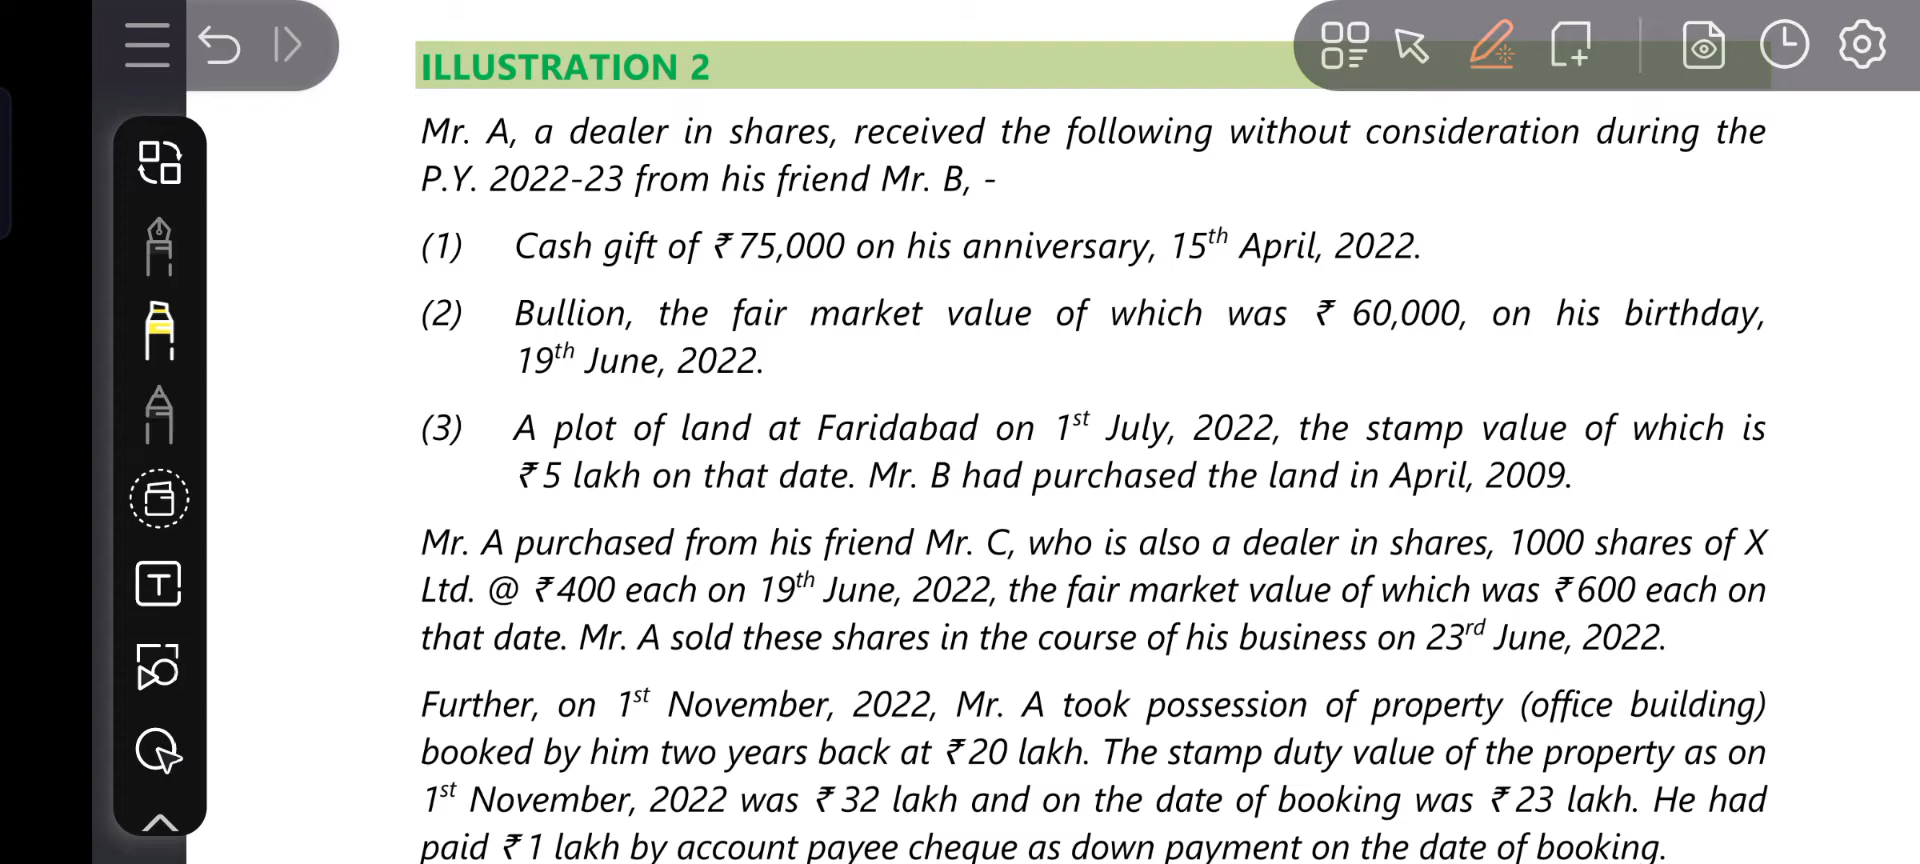 ILLUSTRATION 2
Mr. A, a dealer in shares, received the following without consideration during the
P.Y. 2022-23 from his friend Mr. B, -
(1) Cash gift of ₹ 75,000 on his anniversary, 15th April, 2022.
(2) Bullion, the fair market value of which was ₹ 60,000, on his birthday,
19th June, 2022.
(3) A plot of land at Faridabad on 1st July, 2022, the stamp value of which is
₹ 5 lakh on that date. Mr. B had purchased the land in April, 2009.
Mr. A purchased from his friend Mr. C, who is also a dealer in shares, 1000 shares of X
Ltd. @ ₹ 400 each on 19th June, 2022, the fair market value of which was ₹ 600 each on
that date. Mr. A sold these shares in the course of his business on 23rd June, 2022.
Further, on 1st November, 2022, Mr. A took possession of property (office building)
booked by him two years back at ₹ 20 lakh. The stamp duty value of the property as on
1st November, 2022 was ₹ 32 lakh and on the date of booking was ₹ 23 lakh. He had
paid ₹ 1 lakh by account payee cheque as down payment on the date of booking.